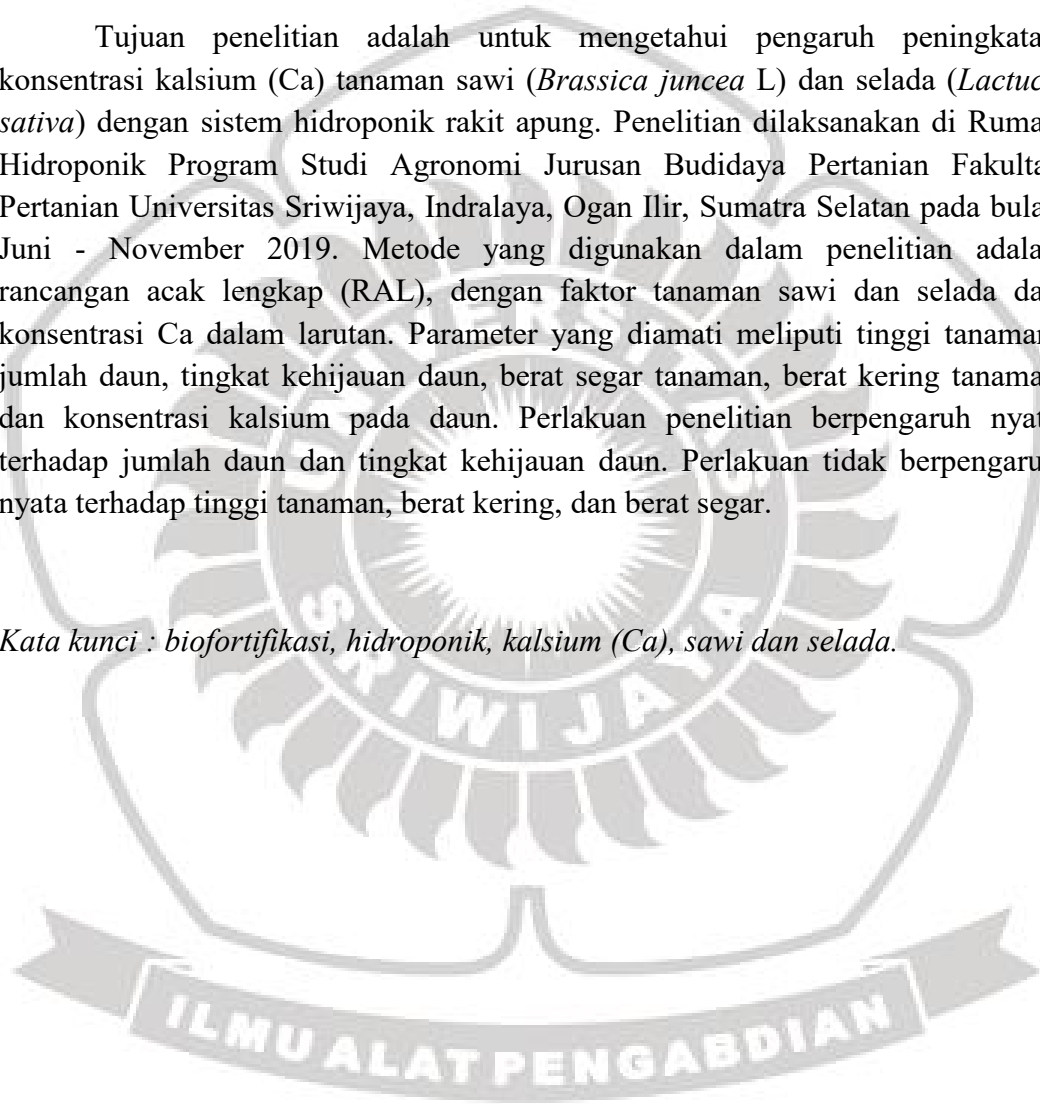 Tujuan penelitian adalah untuk mengetahui pengaruh peningkata
konsentrasi kalsium (Ca) tanaman sawi (Brassica juncea L) dan selada (Lactuc
sativa) dengan sistem hidroponik rakit apung. Penelitian dilaksanakan di Ruma
Hidroponik Program Studi Agronomi Jurusan Budidaya Pertanian Fakulta
Pertanian Universitas Sriwijaya, Indralaya, Ogan Ilir, Sumatra Selatan pada bula
Juni - November 2019. Metode yang digunakan dalam penelitian adala
rancangan acak lengkap (RAL), dengan faktor tanaman sawi dan selada da
konsentrasi Ca dalam larutan. Parameter yang diamati meliputi tinggi tanaman
jumlah daun, tingkat kehijauan daun, berat segar tanaman, berat kering tanama
dan konsentrasi kalsium pada daun. Perlakuan penelitian berpengaruh nyat
terhadap jumlah daun dan tingkat kehijauan daun. Perlakuan tidak berpengaru
nyata terhadap tinggi tanaman, berat kering, dan berat segar.
Kata kunci : biofortifikasi, hidroponik, kalsium (Ca), sawi dan selada.
UNIVERSITAS
SRIWIJAYA
ILMU ALAT PENGABDIAN